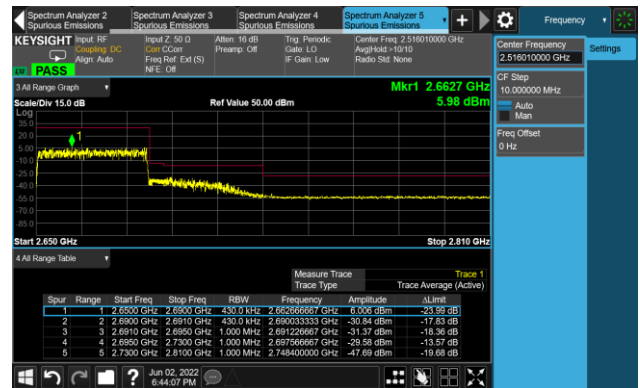 Spectrum Analyzer 2
Spurious Emissions
Spectrum Analyzer 3
Spurious Emissions
Spectrum Analyzer 4
Spurious Emissions
Spectrum Analyzer 5
Spurious Emissions
Frequency
KEYSIGHT
Input: RF
Coupling: DC
Align: Auto
Input Z: 50 Ω
Corr CCorr
Freq Ref: Ext (S)
NFE: Off
Atten: 16 dB
Preamp: Off
Trig: Periodic
Gate: LO
IF Gain: Low
Center Freq: 2.516010000 GHz
Avg|Hold:>10/10
Radio Std: None
PASS
Center Frequency
2.516010000 GHz
Settings
CF Step
10.000000 MHz
Auto
Man
Freq Offset
0 Hz
3 All Range Graph
Mkr1 2.6627 GHz
Scale/Div 15.0 dB
Ref Value 50.00 dBm
5.98 dBm
Log
35.0
20.0
5.00
-10.0
-25.0
-40.0
-55.0
-70.0
-85.0
1
Start 2.650 GHz
Stop 2.810 GHz
4 All Range Table
Measure Trace Trace 1
Trace Type Trace Average (Active)
Spur Range Start Freq Stop Freq RBW Frequency Amplitude ΔLimit
1 1 2.6500 GHz 2.6900 GHz 430.0 kHz 2.662666667 GHz 6.006 dBm -23.99 dB
2 2 2.6900 GHz 2.6910 GHz 430.0 kHz 2.690033333 GHz -30.84 dBm -17.83 dB
3 3 2.6910 GHz 2.6950 GHz 1.000 MHz 2.691226667 GHz -31.37 dBm -18.36 dB
4 4 2.6950 GHz 2.7300 GHz 1.000 MHz 2.697566667 GHz -29.58 dBm -13.57 dB
5 5 2.7300 GHz 2.8100 GHz 1.000 MHz 2.748400000 GHz -47.69 dBm -19.68 dB
Jun 02, 2022
6:44:07 PM